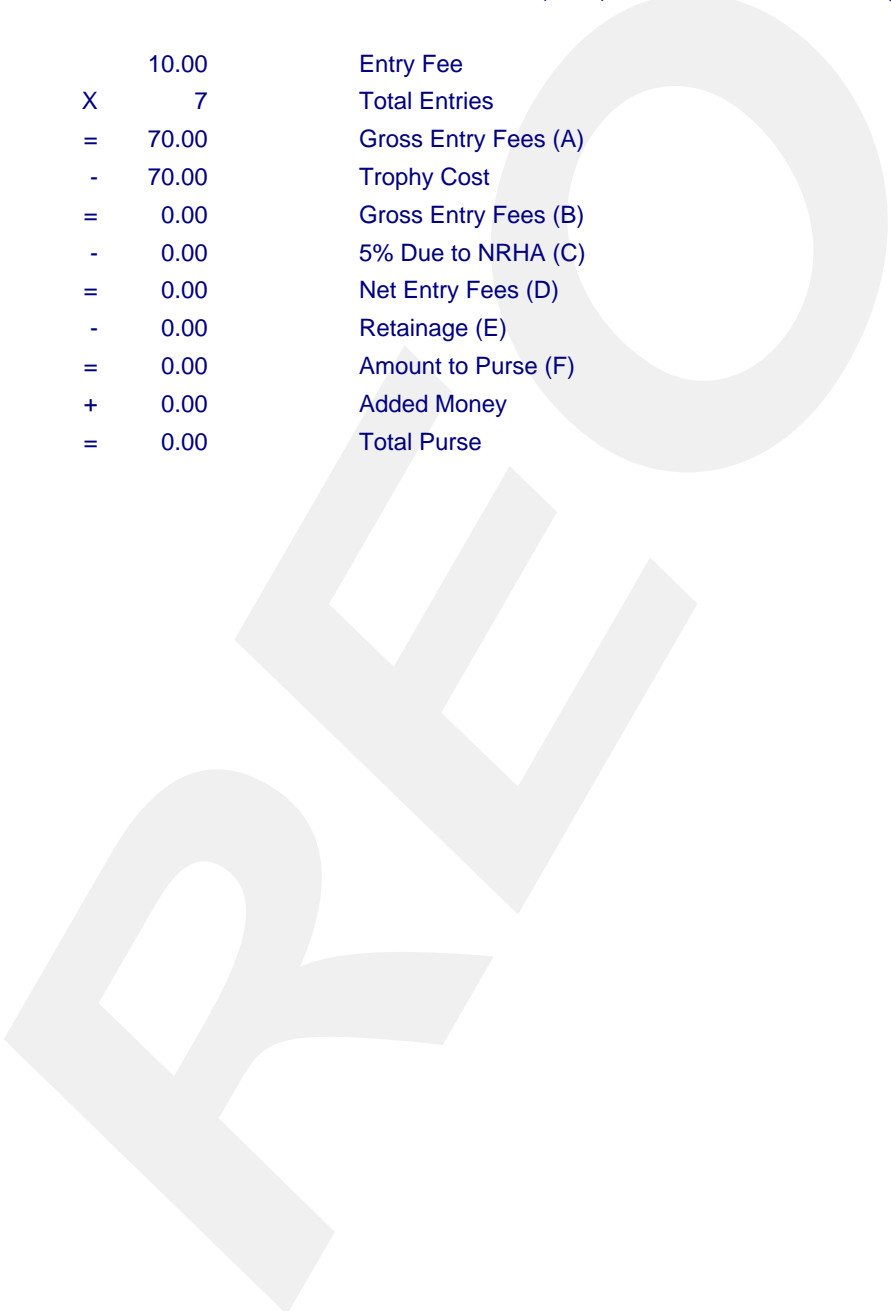 10.00 Entry Fee
X 7 Total Entries
= 70.00 Gross Entry Fees (A)
- 70.00 Trophy Cost
= 0.00 Gross Entry Fees (B)
- 0.00 5% Due to NRHA (C)
= 0.00 Net Entry Fees (D)
- 0.00 Retainage (E)
= 0.00 Amount to Purse (F)
+ 0.00 Added Money
= 0.00 Total Purse
REO